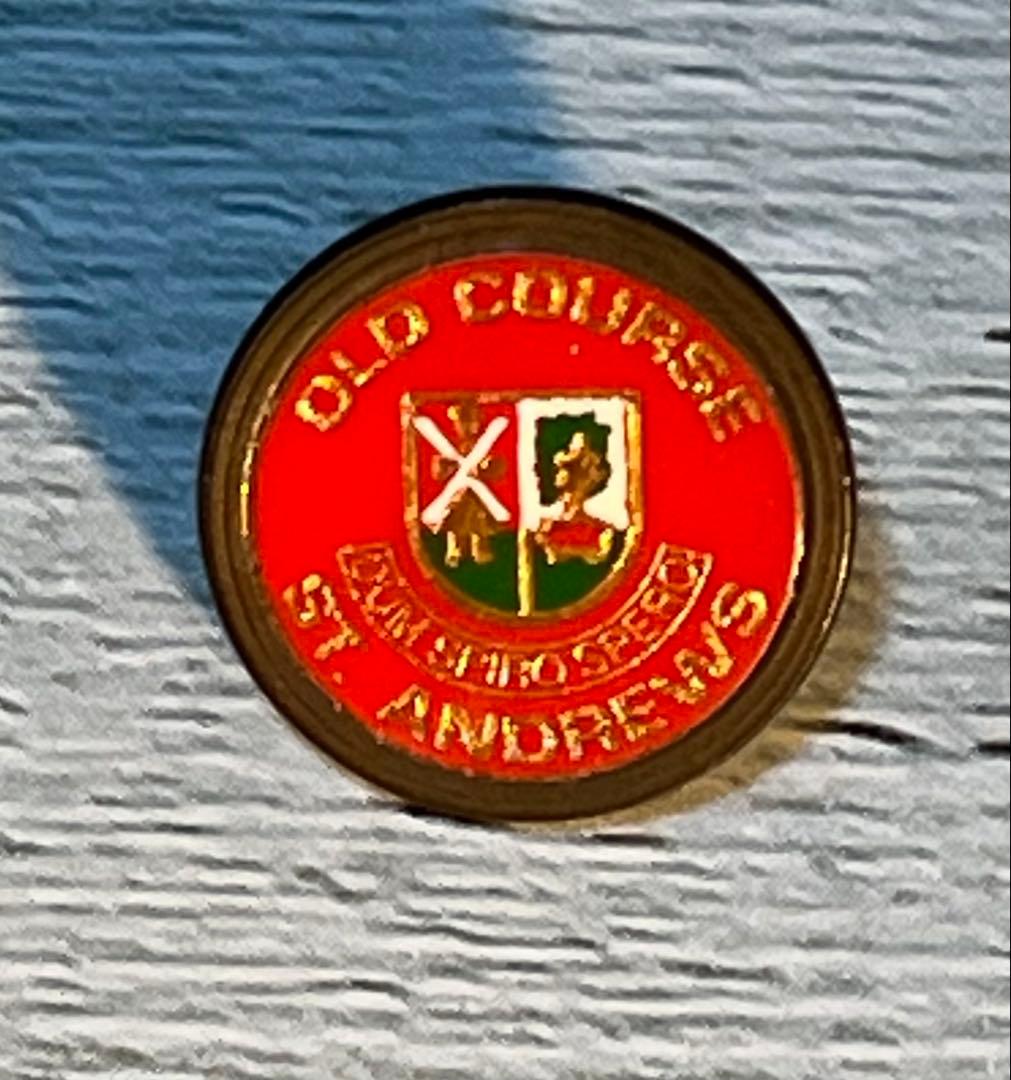 OLD COURSE
DUM SPIRO SPERO
ST. ANDREWS